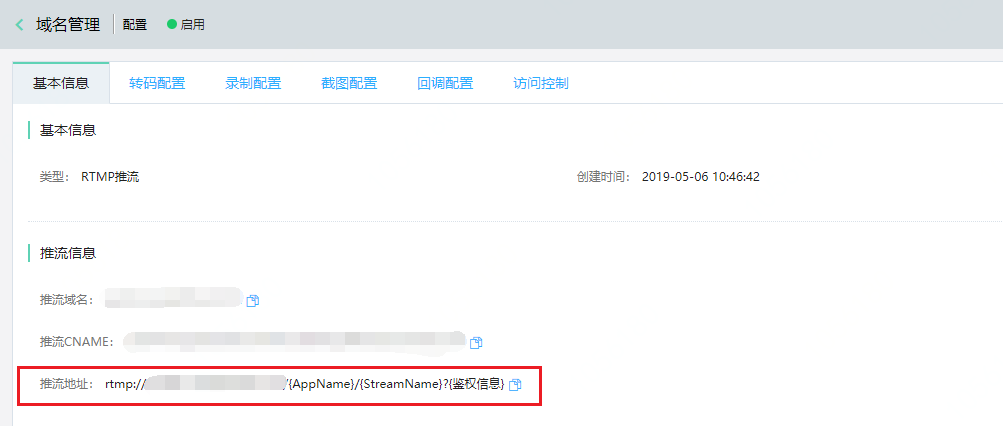 域名管理 配置 启用
基本信息 转码配置 录制配置 截图配置 回调配置 访问控制
基本信息
类型： RTMP推流 创建时间： 2019-05-06 10:46:42
推流信息
推流域名：
推流CNAME：
推流地址： rtmp:// /{AppName}/{StreamName}?{鉴权信息}